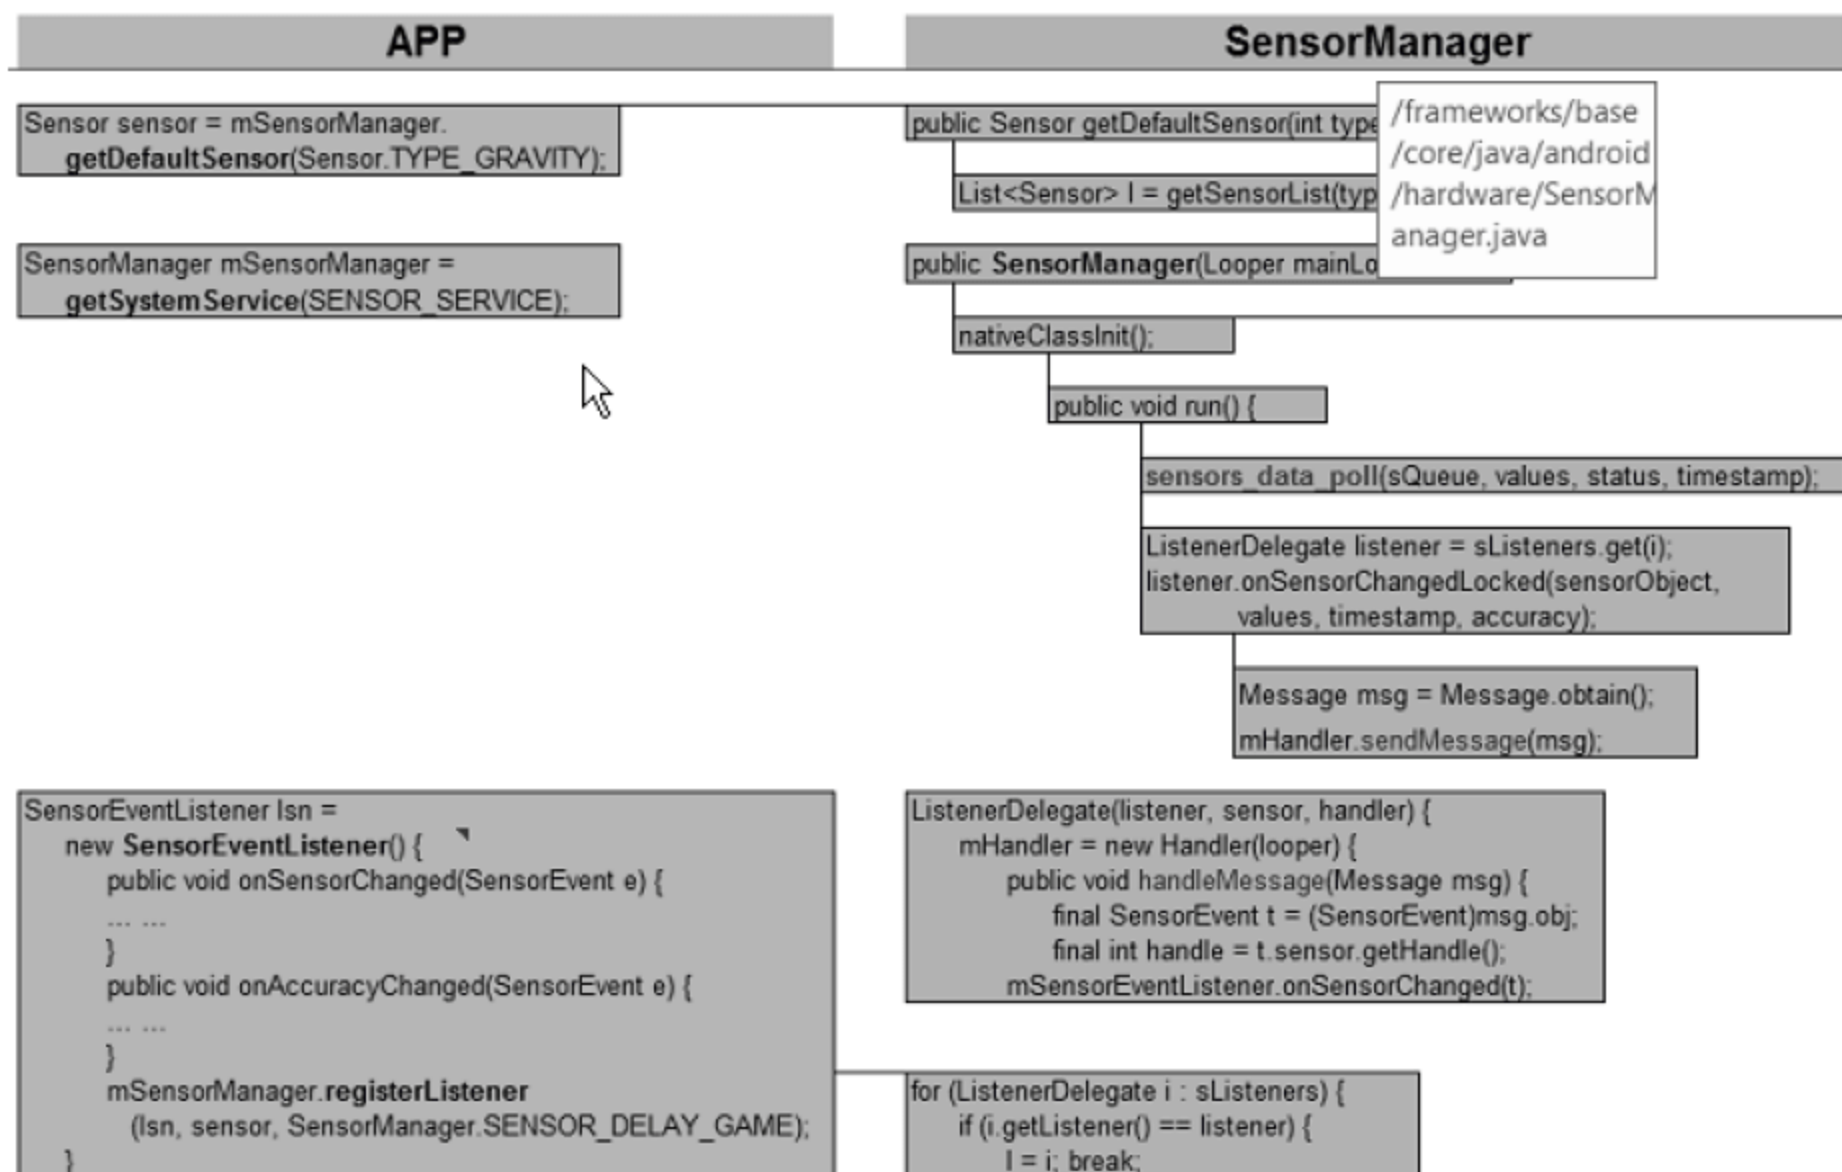 APP
SensorManager
Sensor sensor = mSensorManager.
getDefaultSensor(Sensor.TYPE_GRAVITY);
SensorManager mSensorManager =
getSystemService(SENSOR_SERVICE);
SensorEventListener lsn =
new SensorEventListener() {
public void onSensorChanged(SensorEvent e) {
... ...
}
public void onAccuracyChanged(SensorEvent e) {
... ...
}
mSensorManager.registerListener
(lsn, sensor, SensorManager.SENSOR_DELAY_GAME);
}
public Sensor getDefaultSensor(int type
List<Sensor> l = getSensorList(typ
/frameworks/base
/core/java/android
/hardware/SensorM
anager.java
public SensorManager(Looper mainLo
nativeClassInit();
public void run() {
sensors_data_poll(sQueue, values, status, timestamp);
ListenerDelegate listener = sListeners.get(i);
listener.onSensorChangedLocked(sensorObject,
values, timestamp, accuracy);
Message msg = Message.obtain();
mHandler.sendMessage(msg);
ListenerDelegate(listener, sensor, handler) {
mHandler = new Handler(looper) {
public void handleMessage(Message msg) {
final SensorEvent t = (SensorEvent)msg.obj;
final int handle = t.sensor.getHandle();
mSensorEventListener.onSensorChanged(t);
for (ListenerDelegate i : sListeners) {
if (i.getListener() == listener) {
l = i; break;